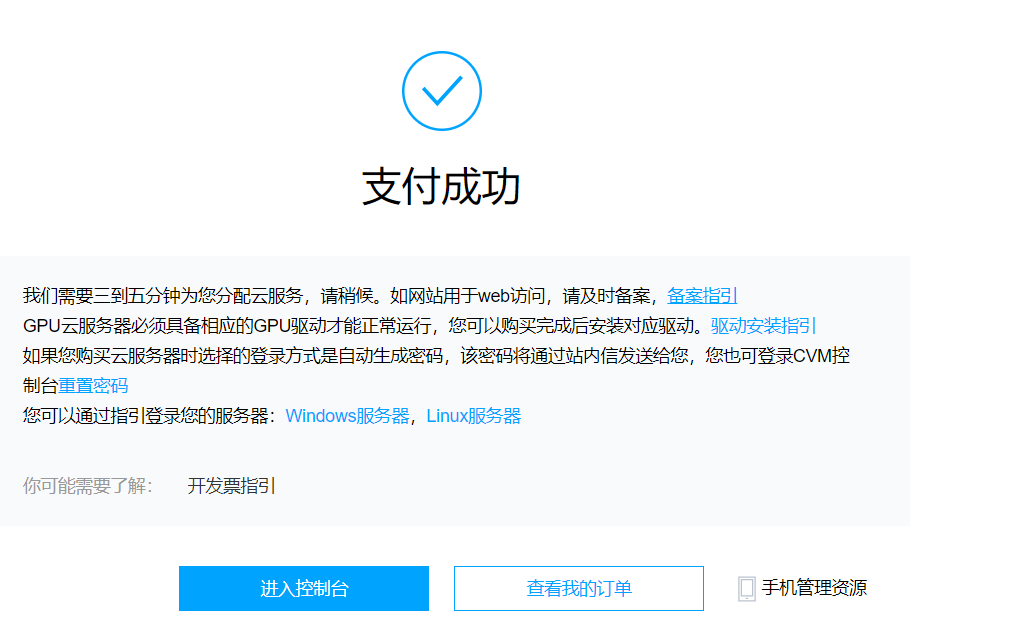 支付成功
我们需要三到五分钟为您分配云服务，请稍候。如网站用于web访问，请及时备案，备案指引
GPU云服务器必须具备相应的GPU驱动才能正常运行，您可以购买完成后安装对应驱动。驱动安装指引
如果您购买云服务器时选择的登录方式是自动生成密码，该密码将通过站内信发送给您，您也可登录CVM控
制台重置密码
您可以通过指引登录您的服务器：Windows服务器，Linux服务器
你可能需要了解： 开发票指引
进入控制台 查看我的订单 手机管理资源